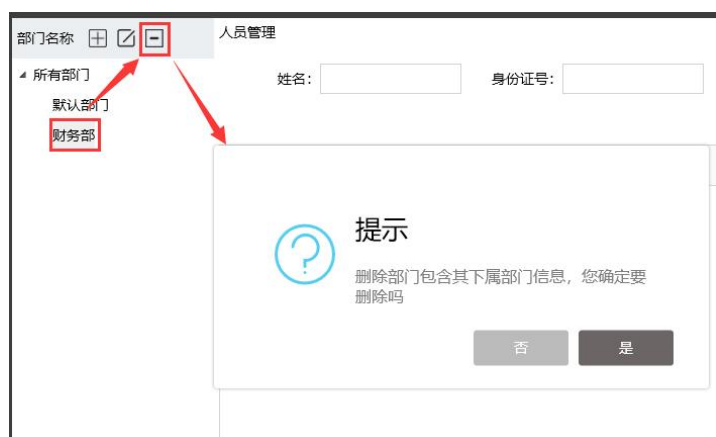 部门名称
人员管理
所有部门
姓名:
身份证号:
默认部门
财务部
提示
删除部门包含其下属部门信息，您确定要
删除吗
否
是